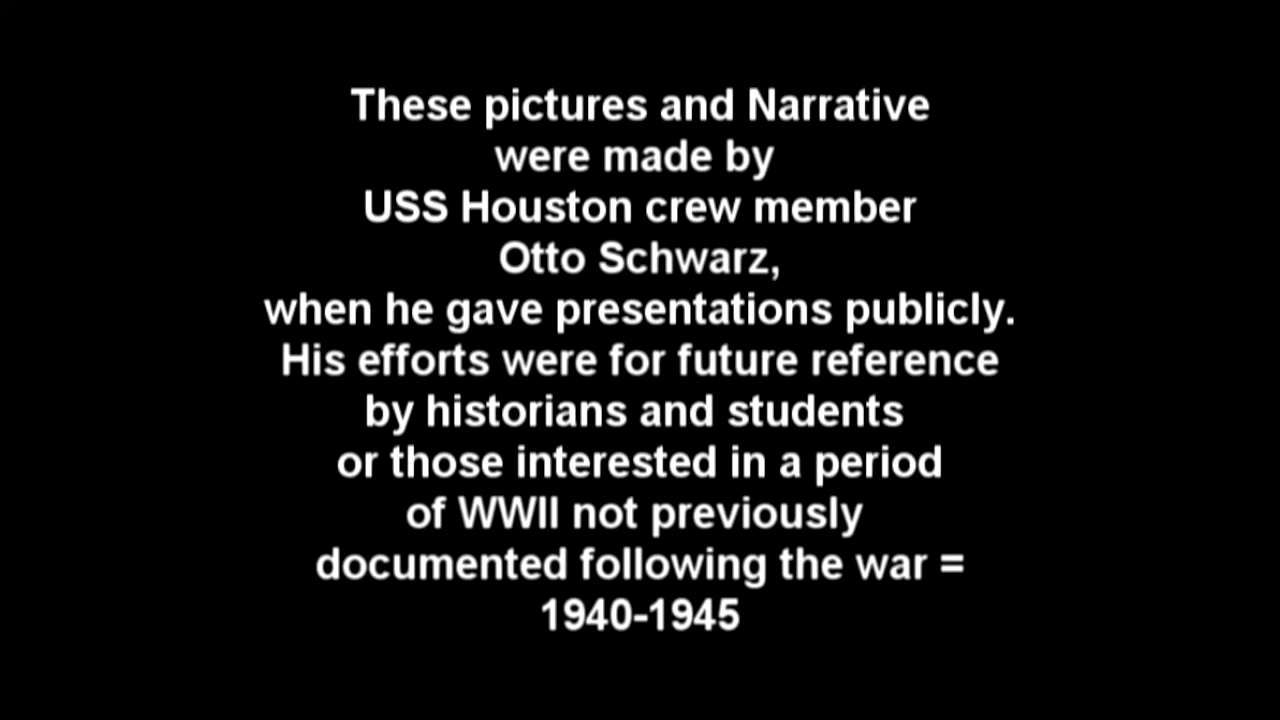 These pictures and Narrative
were made by
USS Houston crew member
Otto Schwarz,
when he gave presentations publicly.
His efforts were for future reference
by historians and students
or those interested in a period
of WWII not previously
documented following the war =
1940-1945